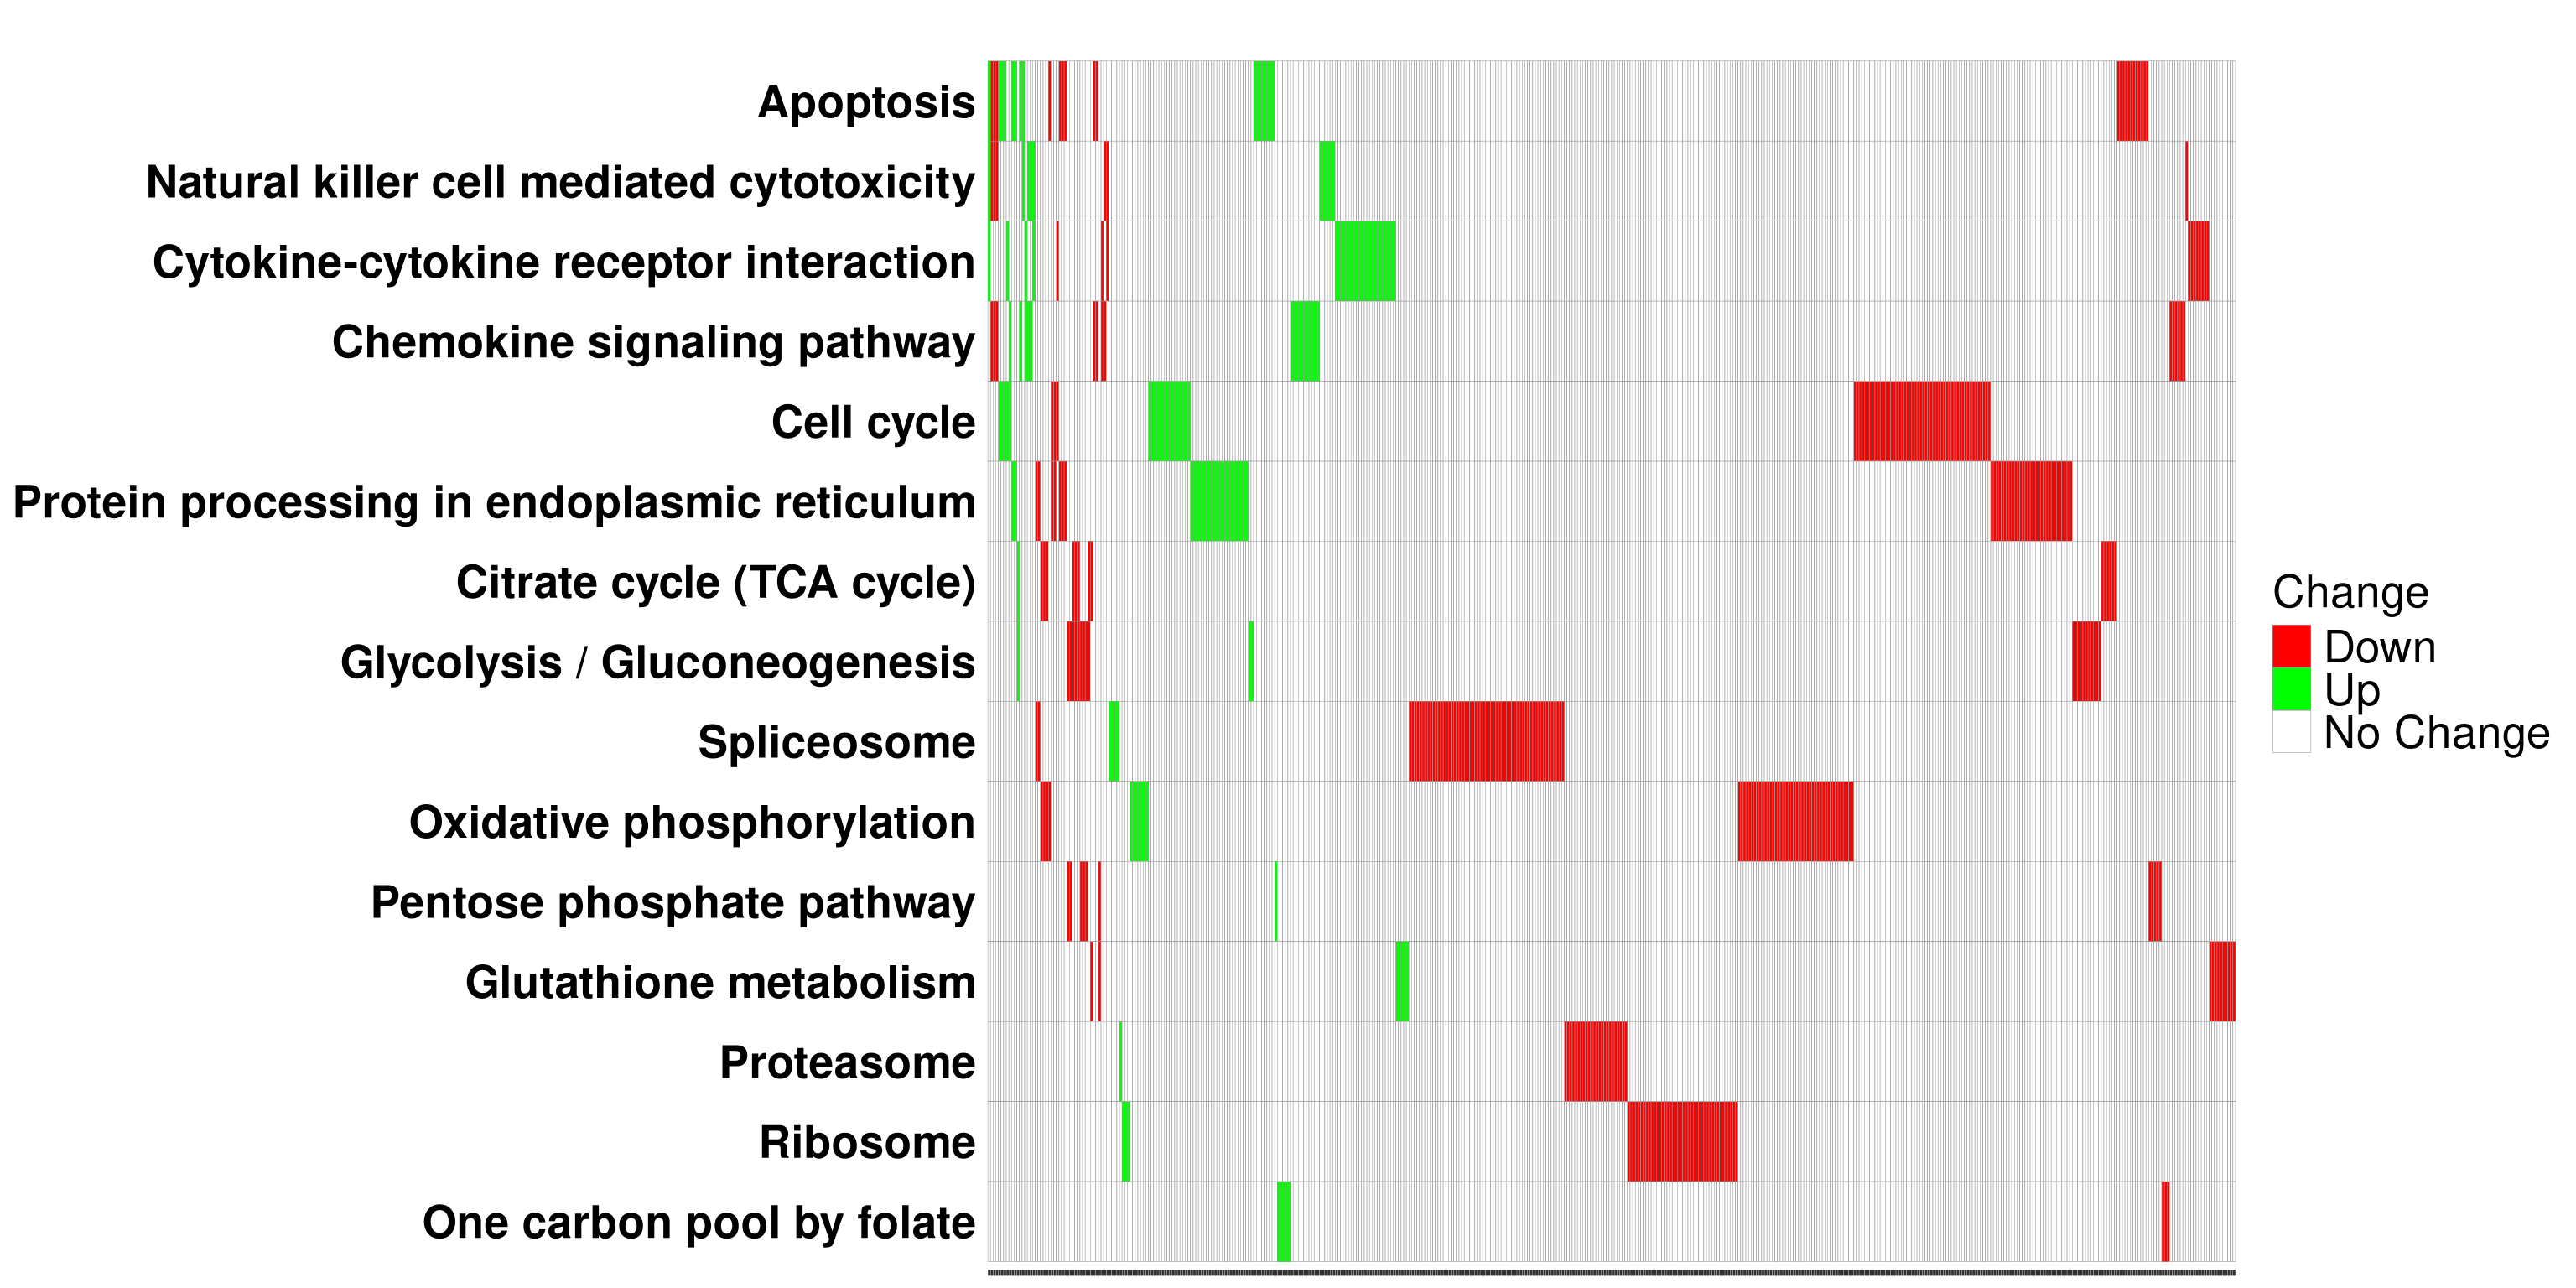 Apoptosis
Natural killer cell mediated cytotoxicity
Cytokine-cytokine receptor interaction
Chemokine signaling pathway
Cell cycle
Protein processing in endoplasmic reticulum
Citrate cycle (TCA cycle)
Glycolysis / Gluconeogenesis
Spliceosome
Oxidative phosphorylation
Pentose phosphate pathway
Glutathione metabolism
Proteasome
Ribosome
One carbon pool by folate
Change
Down
Up
No Change